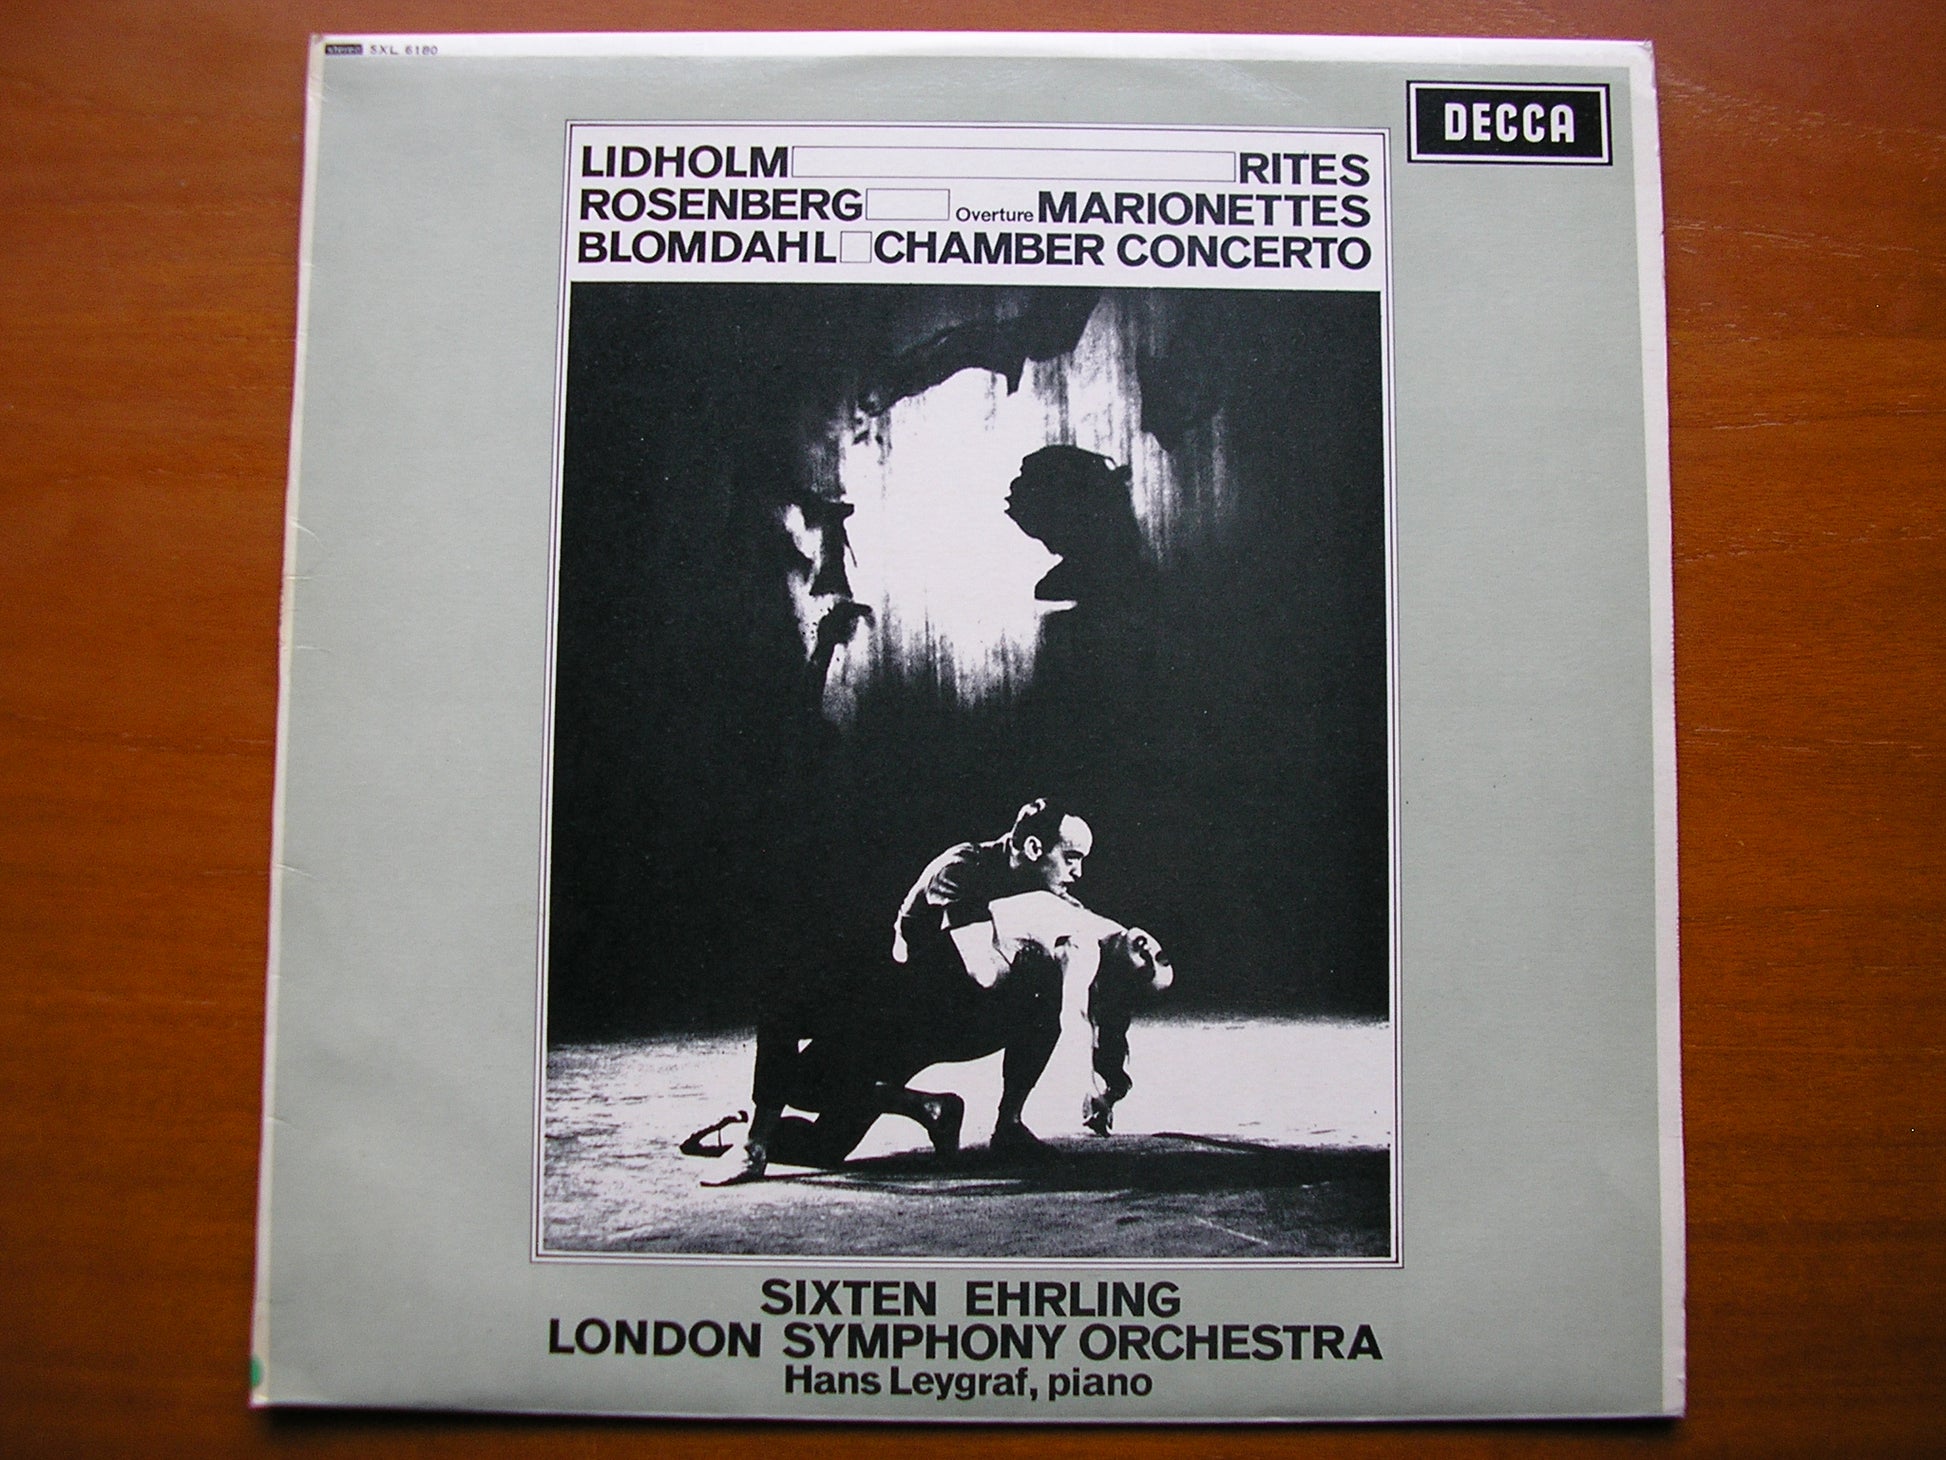 stereo SXL 6180
DECCA
LIDHOLM RITES
ROSENBERG Overture MARIONETTES
BLOMDAHL CHAMBER CONCERTO
SIXTEN EHRLING
LONDON SYMPHONY ORCHESTRA
Hans Leygraf, piano